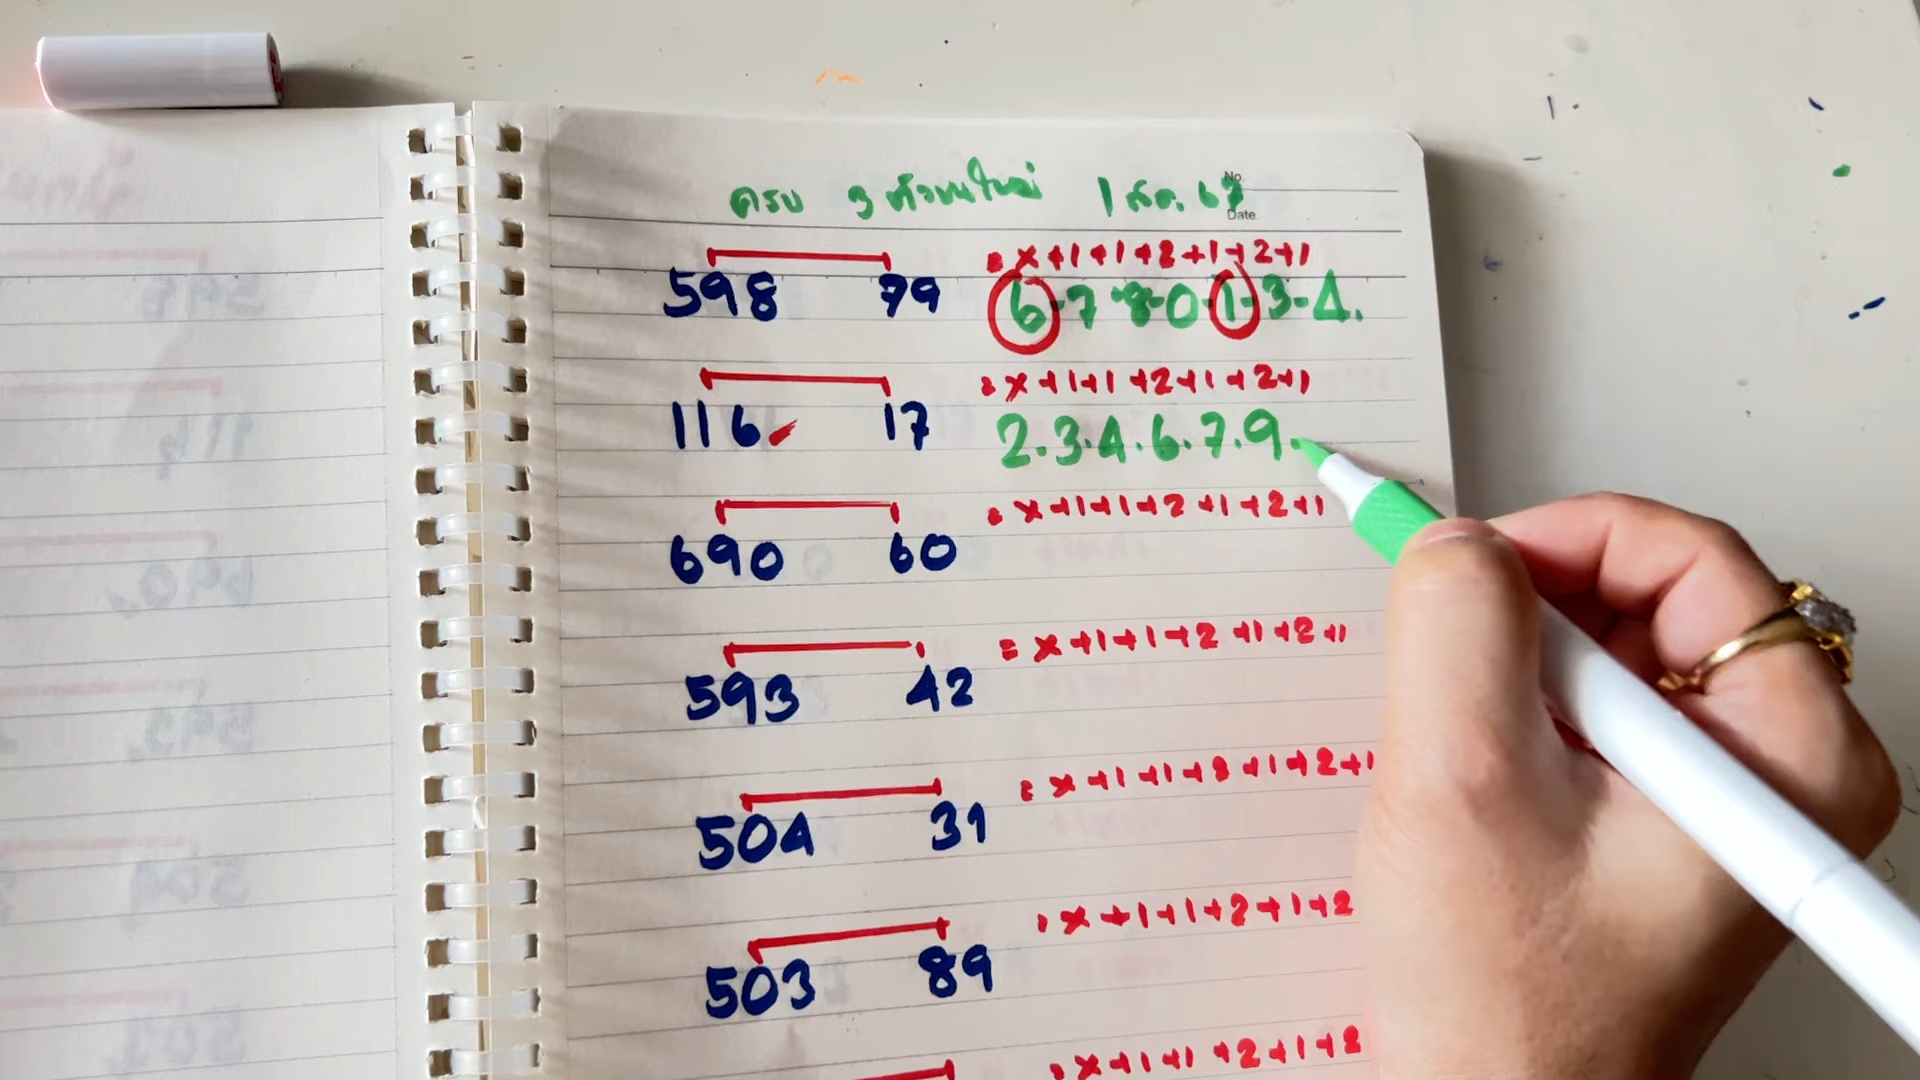 No.
ครบ 3 ตัวบนใหม่ 1 ส.ค. 67
Date.
= x+1+1+2+1+2+1
598 79 6-7-8-0-1-3-4.
= x+1+1+2+1+2+1
116 17 2.3.4.6.7.9.
= x+1+1+2+1+2+1
690 60
= x+1+1+2+1+2+1
593 42
= x+1+1+2+1+2+1
504 31
= x+1+1+2+1+2
503 89
= x+1+1+2+1+2